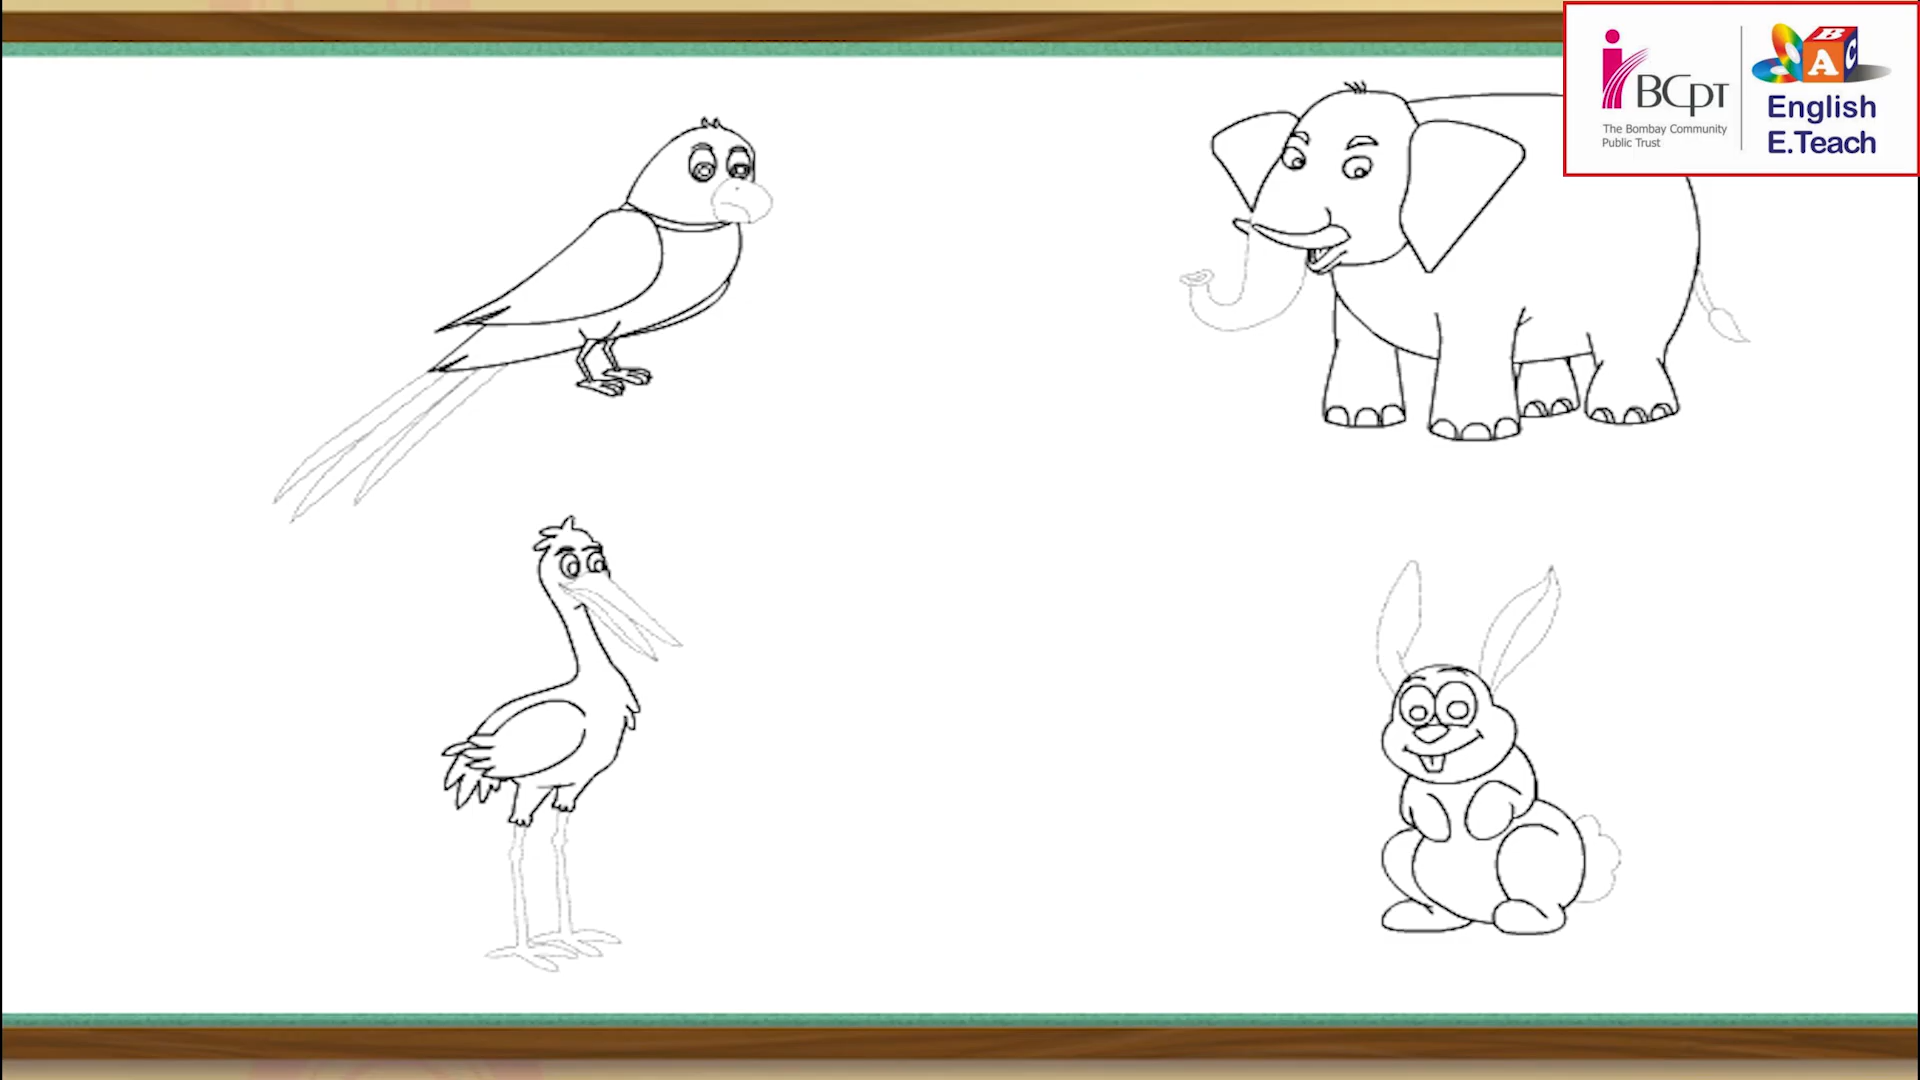 BCPT
The Bombay Community
Public Trust
B
A
C
English
E.Teach